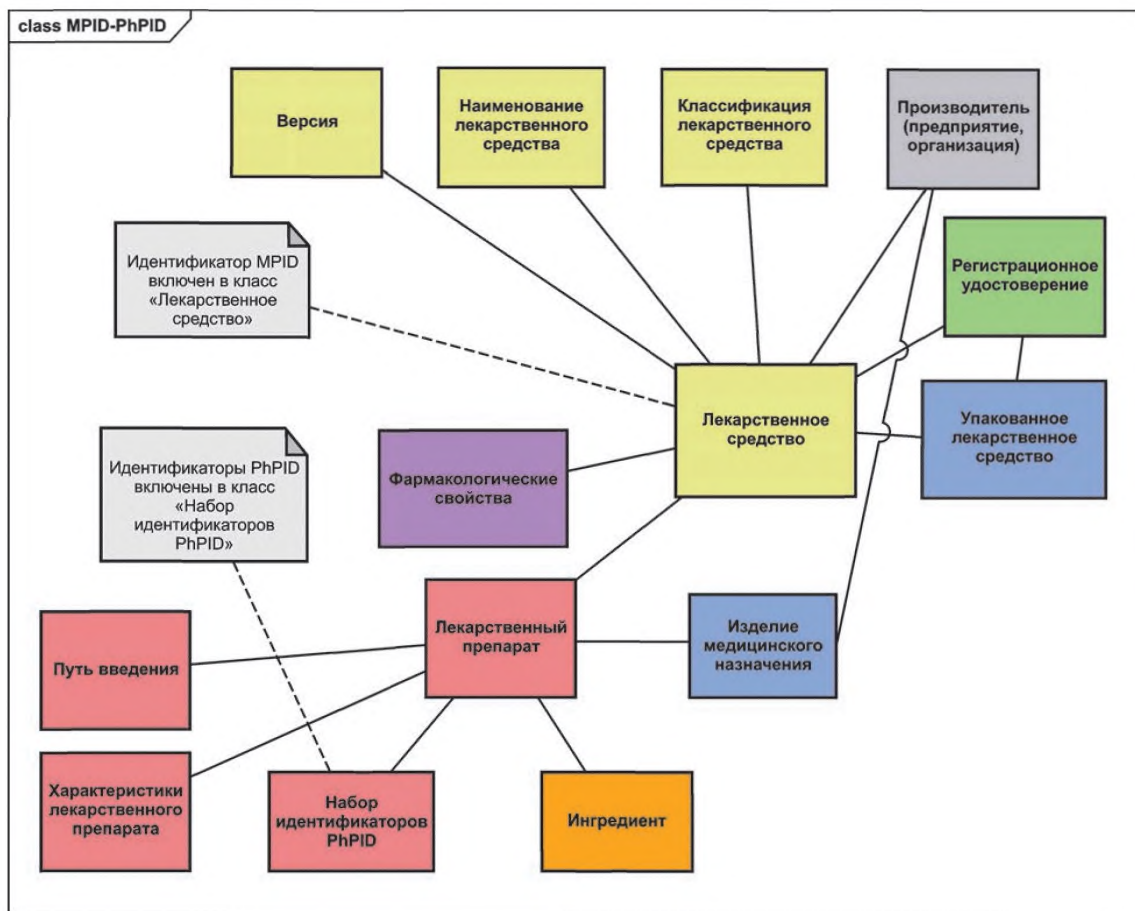 class MPID-PhPID
Версия
Наименование
лекарственного
средства
Классификация
лекарственного
средства
Производитель
(предприятие,
организация)
Идентификатор MPID
включен в класс
«Лекарственное
средство»
Регистрационное
удостоверение
Лекарственное
средство
Упакованное
лекарственное
средство
Идентификаторы PhPID
включены в класс
«Набор
идентификаторов
PhPID»
Фармакологические
свойства
Путь введения
Лекарственный
препарат
Изделие
медицинского
назначения
Характеристики
лекарственного
препарата
Набор
идентификаторов
PhPID
Ингредиент